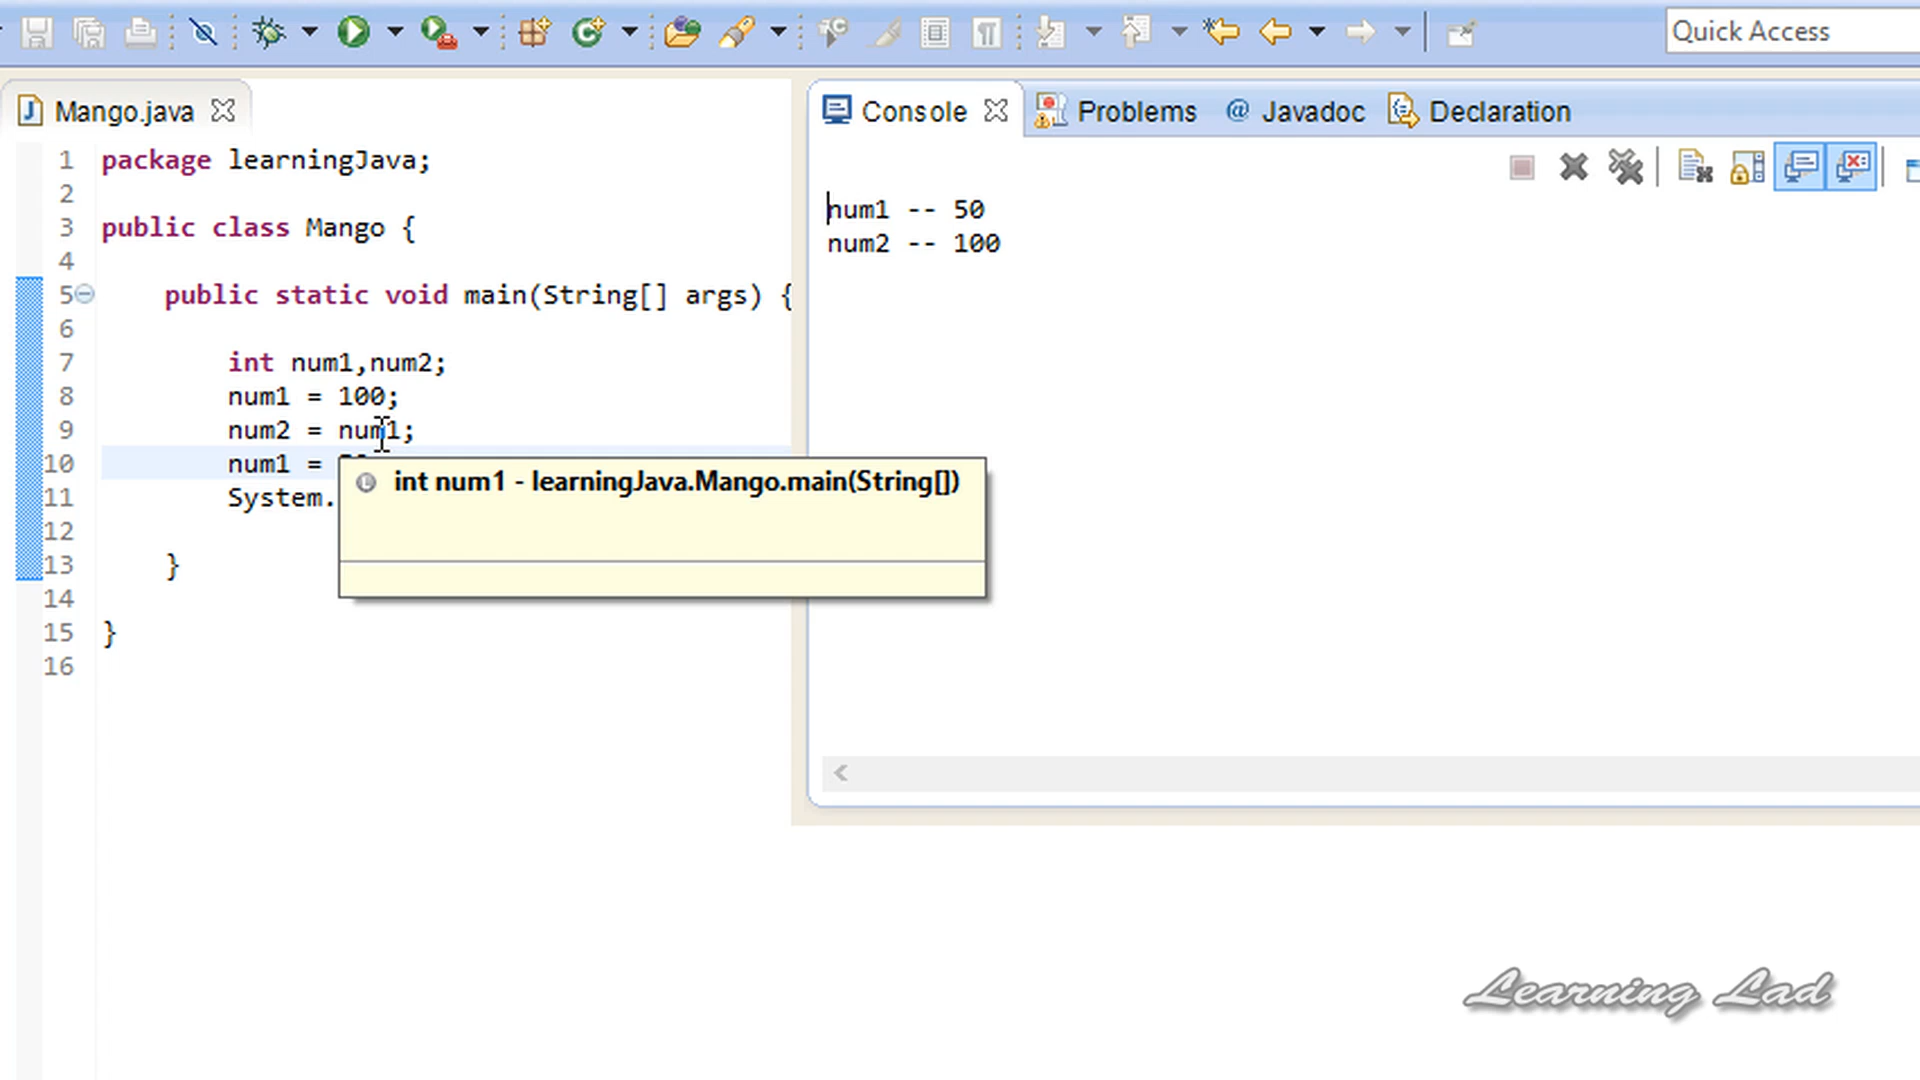 Quick Access
Mango.java
1 package learningJava;
2
3 public class Mango {
4
5 public static void main(String[] args) {
6
7 int num1,num2;
8 num1 = 100;
9 num2 = num1;
10 num1 =
11 System.
12
13 }
14
15 }
16
int num1 - learningJava.Mango.main(String[])
Console
Problems
@ Javadoc
Declaration
num1 -- 50
num2 -- 100
Learning Lad